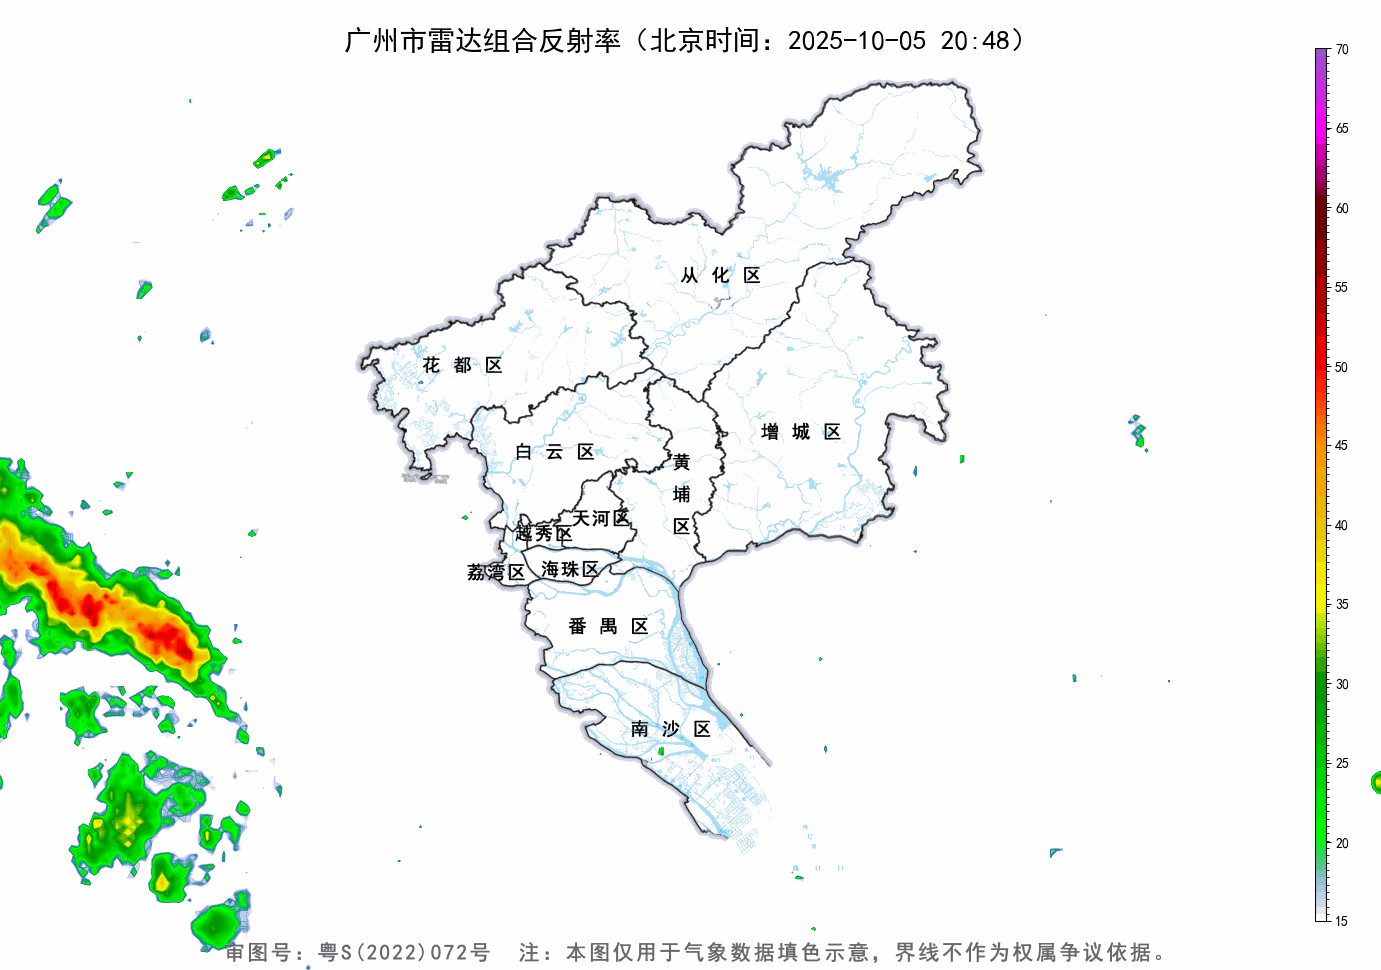 广州市雷达组合反射率（北京时间：2025-10-05 20:48）
70
65
60
55
50
45
40
35
30
25
20
15
从化区
花都区
增城区
白云区
黄埔区
天河区
越秀区
荔湾区
海珠区
番禺区
南沙区
审图号：粤S(2022)072号 注：本图仅用于气象数据填色示意，界线不作为权属争议依据。